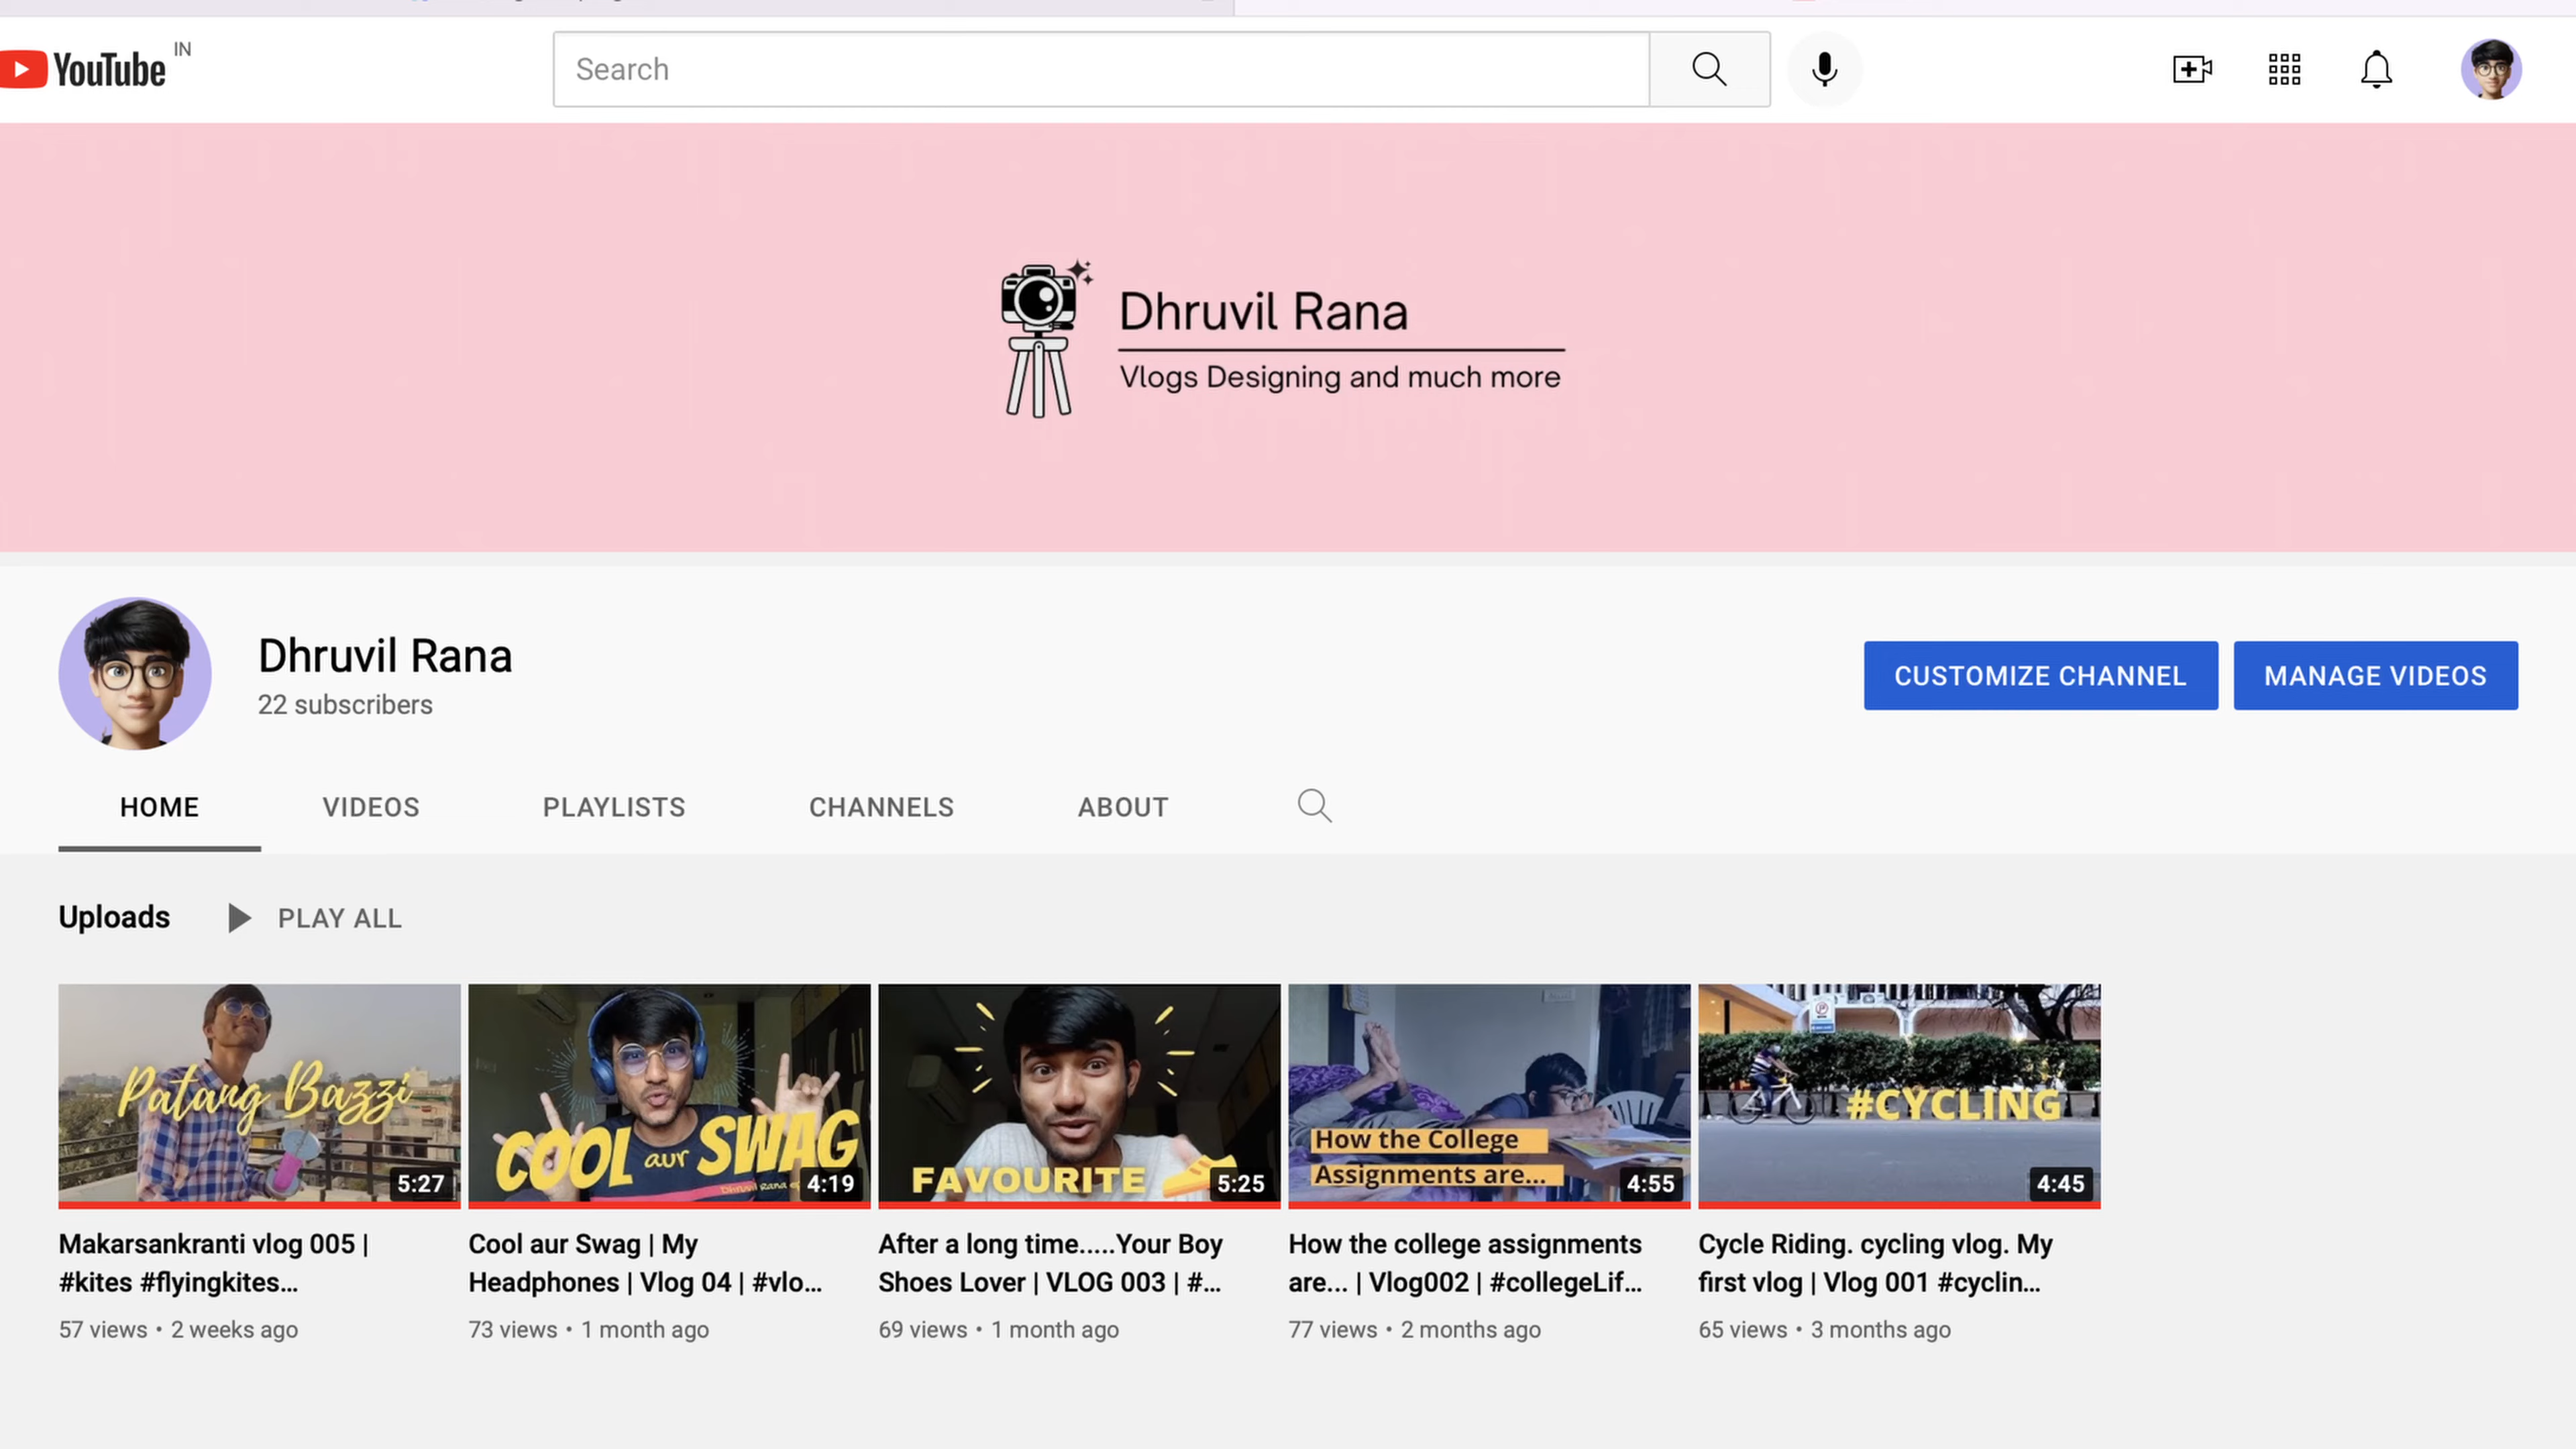 YouTube IN
Search
Dhruvil Rana
Vlogs Designing and much more
Dhruvil Rana
22 subscribers
CUSTOMIZE CHANNEL
MANAGE VIDEOS
HOME
VIDEOS
PLAYLISTS
CHANNELS
ABOUT
Uploads
PLAY ALL
Patang Bazzi
5:27
Makarsankranti vlog 005 |
#kites #flyingkites...
57 views • 2 weeks ago
COOL aur SWAG
4:19
Cool aur Swag | My
Headphones | Vlog 04 | #vlo...
73 views • 1 month ago
FAVOURITE
5:25
After a long time.....Your Boy
Shoes Lover | VLOG 003 | #...
69 views • 1 month ago
How the College
Assignments are...
4:55
How the college assignments
are... | Vlog002 | #collegeLif...
77 views • 2 months ago
#CYCLING
4:45
Cycle Riding. cycling vlog. My
first vlog | Vlog 001 #cyclin...
65 views • 3 months ago